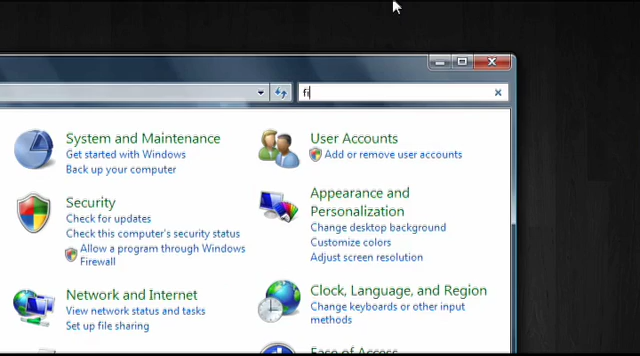 fi
System and Maintenance
Get started with Windows
Back up your computer
Security
Check for updates
Check this computer's security status
Allow a program through Windows
Firewall
Network and Internet
View network status and tasks
Set up file sharing
User Accounts
Add or remove user accounts
Appearance and
Personalization
Change desktop background
Customize colors
Adjust screen resolution
Clock, Language, and Region
Change keyboards or other input
methods
Ease of Access